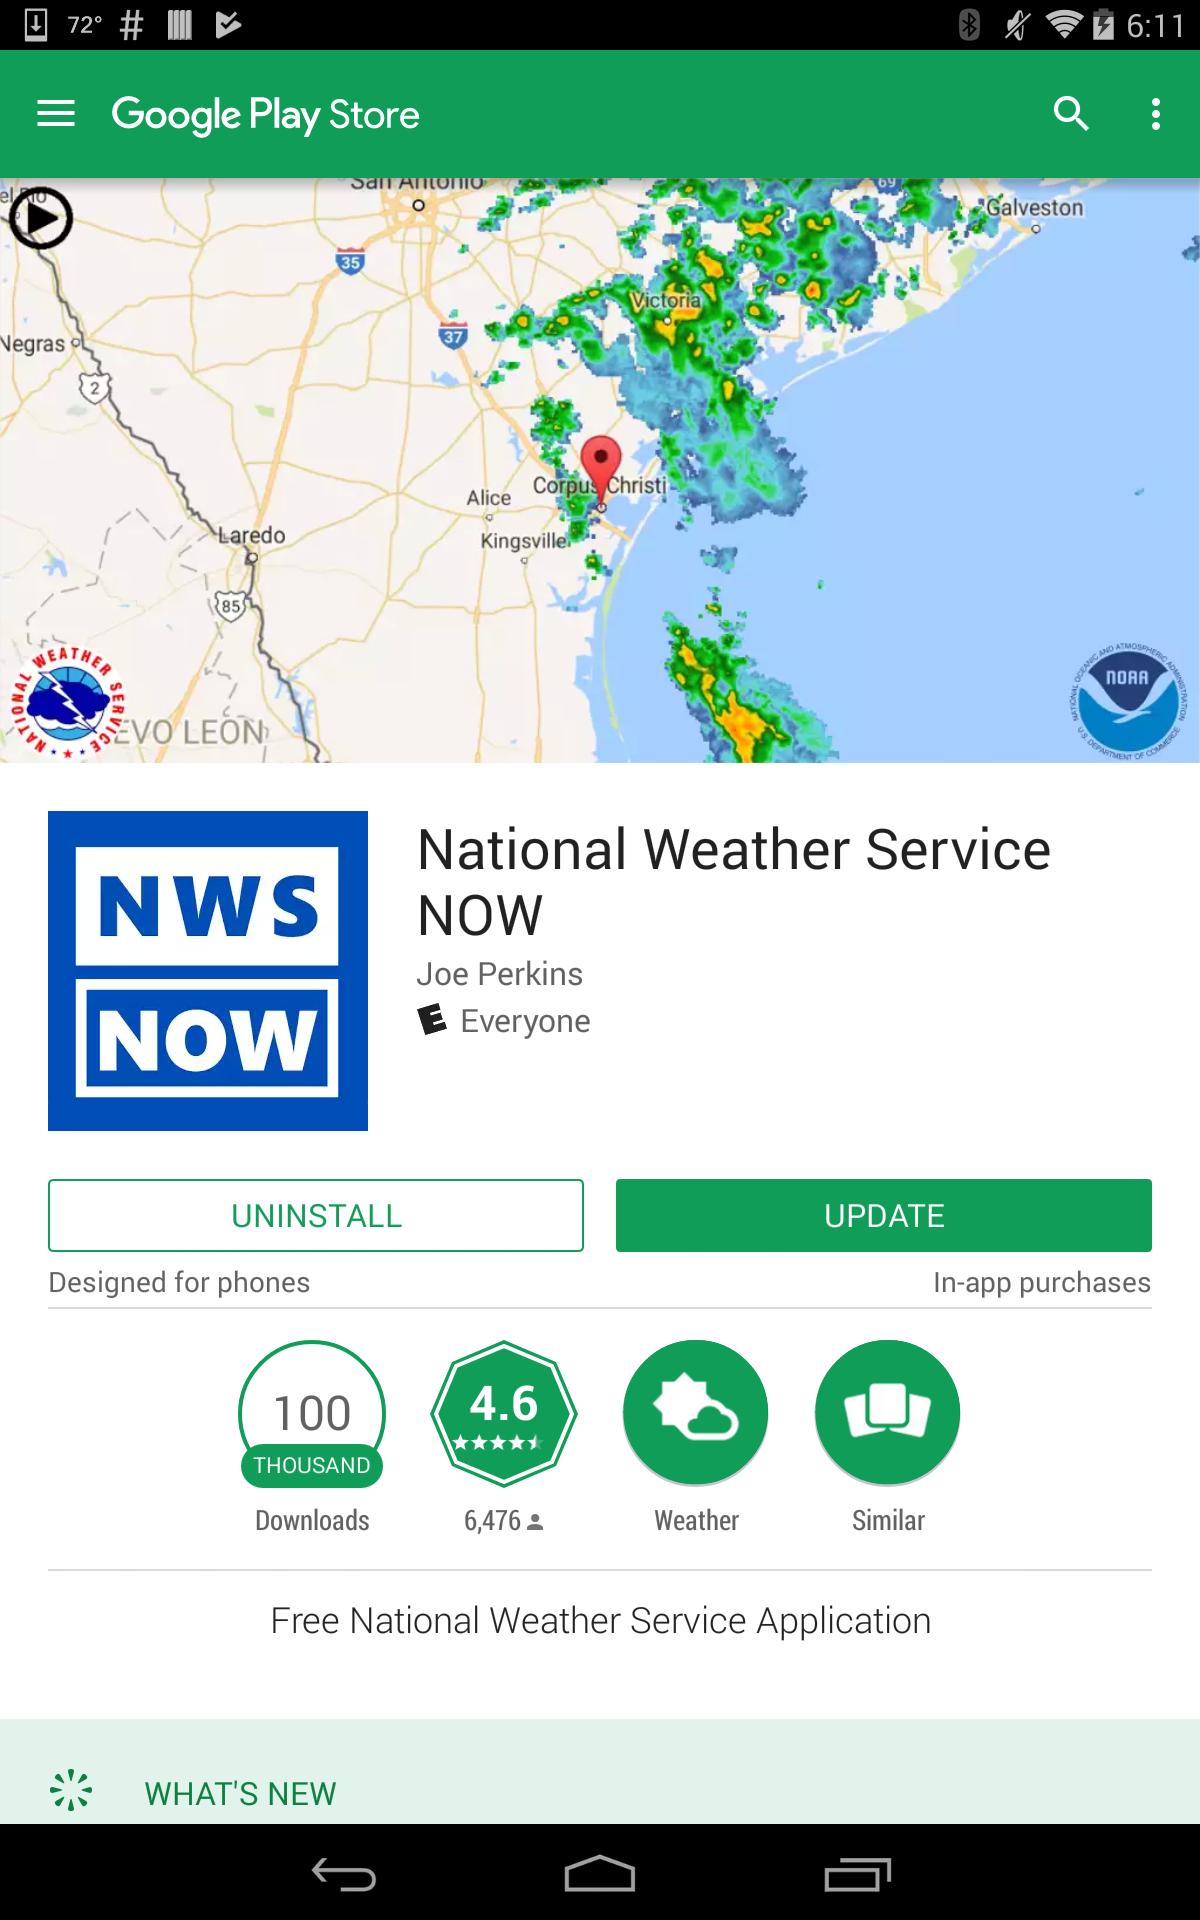 72°
6:11
Google Play Store
San Antonio
69
Galveston
35
Victoria
37
Negras
2
Corpus Christi
Alice
Kingsville
Laredo
85
NATIONAL WEATHER SERVICE
EVO LEÓN
NATIONAL OCEANIC AND ATMOSPHERIC ADMINISTRATION
NOAA
U.S. DEPARTMENT OF COMMERCE
NWS
NOW
National Weather Service
NOW
Joe Perkins
E Everyone
UNINSTALL
UPDATE
Designed for phones
In-app purchases
100
THOUSAND
Downloads
4.6
6,476
Weather
Similar
Free National Weather Service Application
WHAT'S NEW